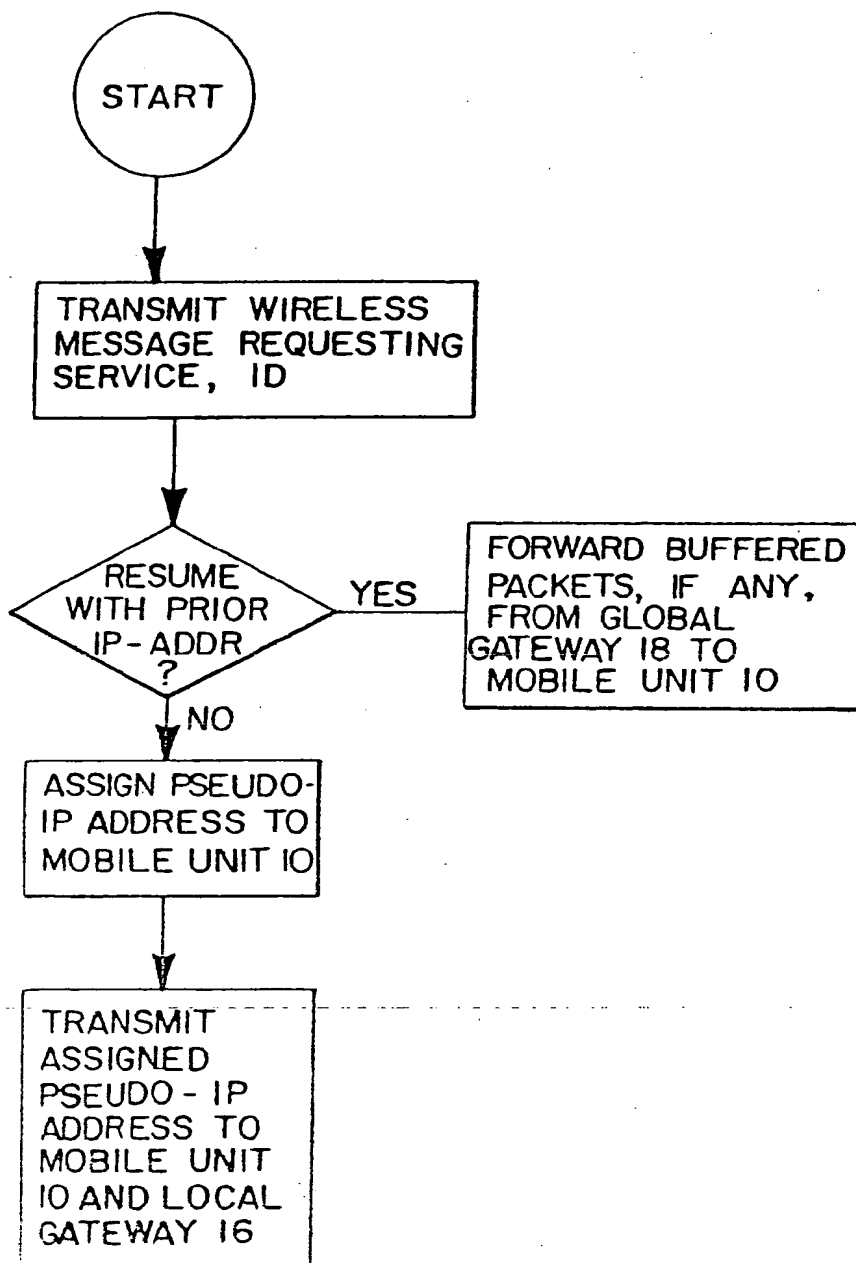 START
TRANSMIT WIRELESS
MESSAGE REQUESTING
SERVICE, ID
RESUME
WITH PRIOR
IP-ADDR
?
YES
FORWARD BUFFERED
PACKETS, IF ANY,
FROM GLOBAL
GATEWAY 18 TO
MOBILE UNIT 10
NO
ASSIGN PSEUDO-
IP ADDRESS TO
MOBILE UNIT 10
TRANSMIT
ASSIGNED
PSEUDO-IP
ADDRESS TO
MOBILE UNIT
10 AND LOCAL
GATEWAY 16